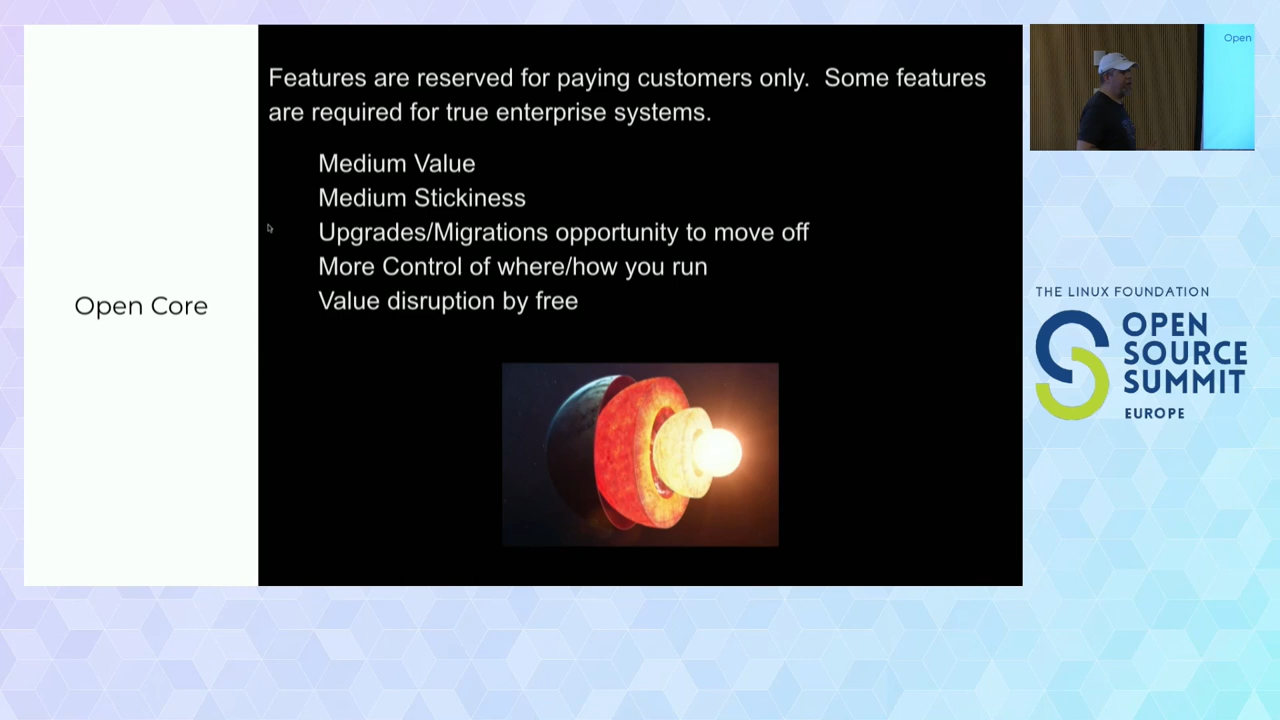 Open Core
Features are reserved for paying customers only.  Some features
are required for true enterprise systems.
Medium Value
Medium Stickiness
Upgrades/Migrations opportunity to move off
More Control of where/how you run
Value disruption by free
Open
THE LINUX FOUNDATION
OPEN
SOURCE
SUMMIT
EUROPE